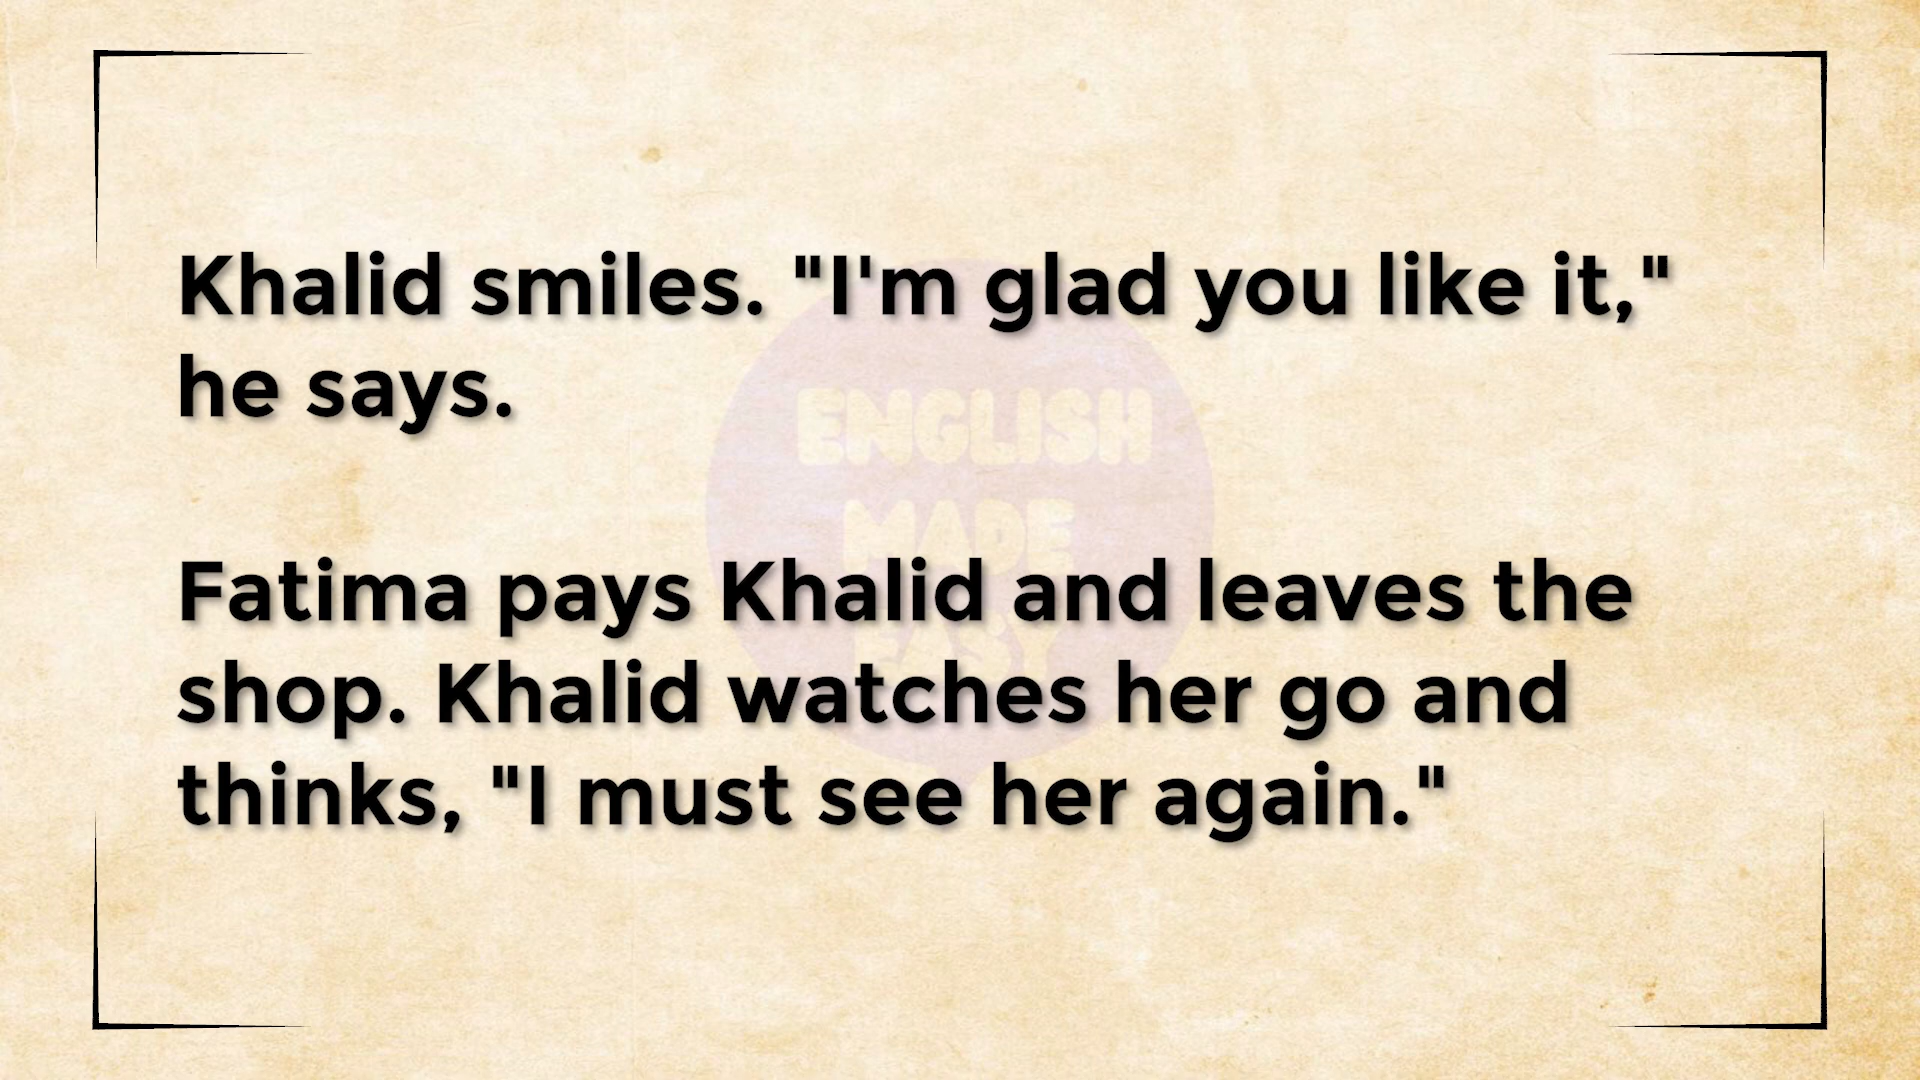 Khalid smiles. "I'm glad you like it,"
he says.
ENGLISH
MADE
EASY
Fatima pays Khalid and leaves the
shop. Khalid watches her go and
thinks, "I must see her again."